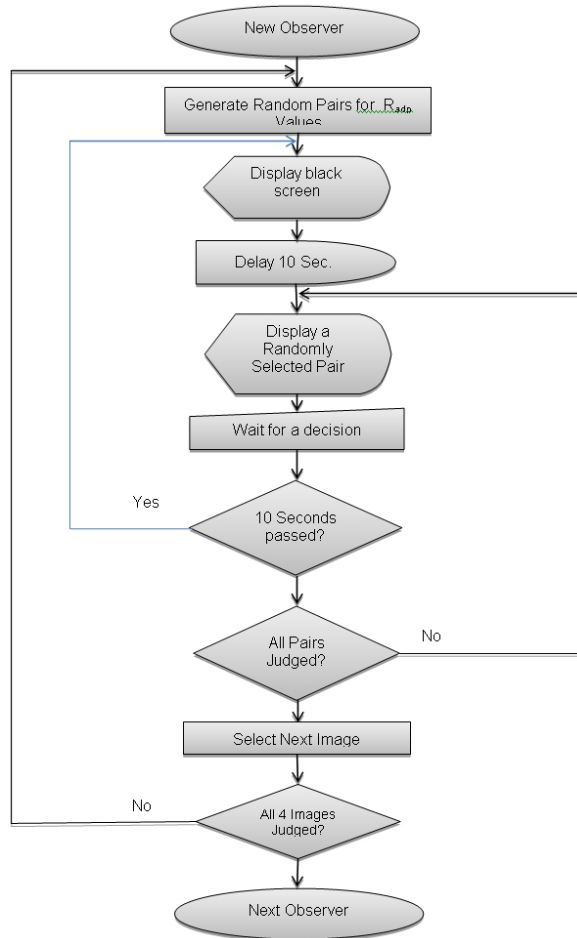 New Observer
Generate Random Pairs for R_adp
Values
Display black
screen
Delay 10 Sec.
Display a
Randomly
Selected Pair
Wait for a decision
Yes
10 Seconds
passed?
All Pairs
Judged?
No
Select Next Image
No
All 4 Images
Judged?
Next Observer